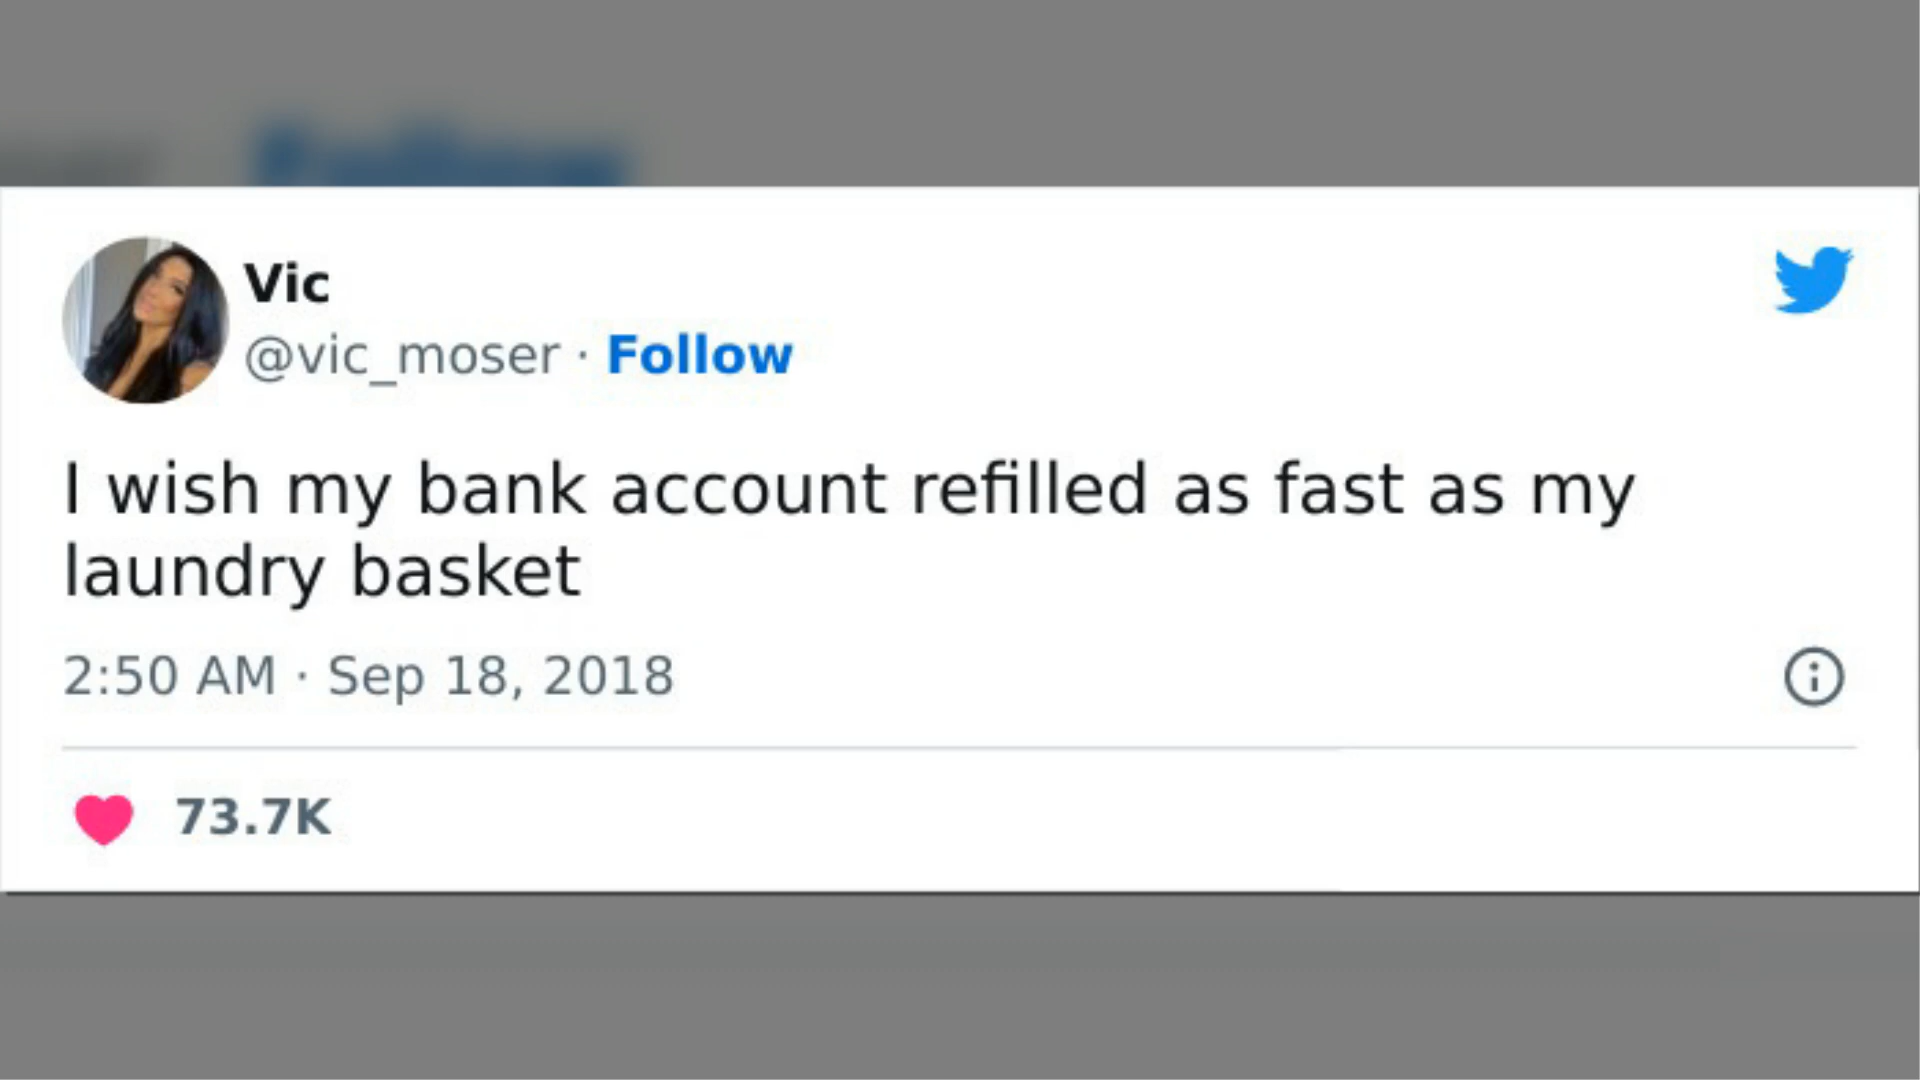 Vic
@vic_moser · Follow
I wish my bank account refilled as fast as my
laundry basket
2:50 AM · Sep 18, 2018
73.7K